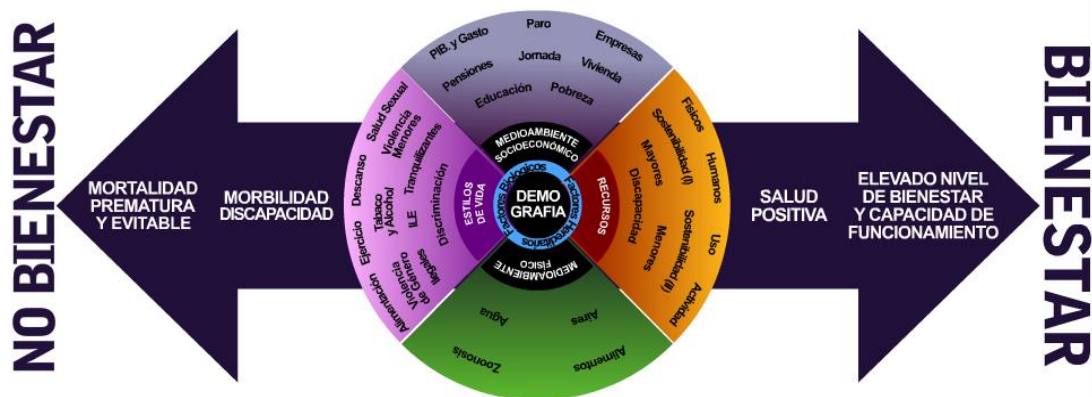 NO BIENESTAR
MORTALIDAD
PREMATURA
Y EVITABLE
MORBILIDAD
DISCAPACIDAD
PIB. y Gasto
Paro
Empresas
Pensiones
Jornada
Vivienda
Educación
Pobreza
MEDIOAMBIENTE
SOCIOECONÓMICO
Salud Sexual
Violencia
Menores
Tranquilizantes
Descanso
Tabaco
y Alcohol
ILE
Discriminación
Ejercicio
Alimentación
Violencia
de Género
Ilegales
ESTILOS
DE VIDA
Factores Biológicos
Factores Hereditarios
DEMO
GRAFIA
RECURSOS
Físicos
Sostenibilidad (I)
Mayores
Discapacidad
Humanos
Uso
Sostenibilidad (II)
Menores
Actividad
MEDIOAMBIENTE
FÍSICO
Agua
Aires
Zoonosis
Alimentos
SALUD
POSITIVA
ELEVADO NIVEL
DE BIENESTAR
Y CAPACIDAD DE
FUNCIONAMIENTO
BIENESTAR